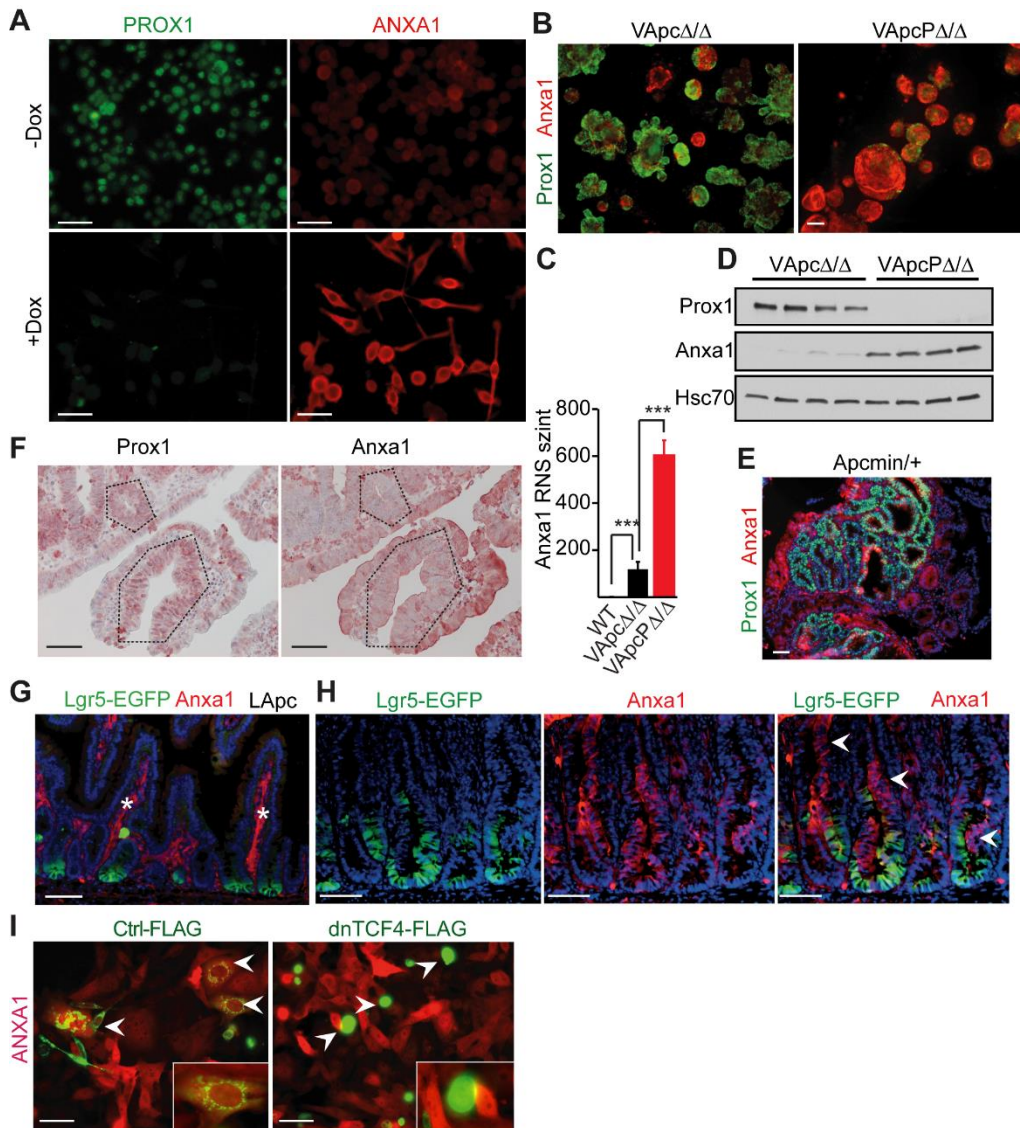 A
PROX1
ANXA1
-Dox
+Dox
B
VApcΔ/Δ
VApcPΔ/Δ
Prox1 Anxa1
C
Anxa1 RNS szint
800
600
400
200
***
***
WT
VApcΔ/Δ
VApcPΔ/Δ
D
VApcΔ/Δ VApcPΔ/Δ
Prox1
Anxa1
Hsc70
E
Apcmin/+
Prox1 Anxa1
F
Prox1
Anxa1
G
Lgr5-EGFP Anxa1 LApc
*
*
H
Lgr5-EGFP
Anxa1
Lgr5-EGFP Anxa1
I
Ctrl-FLAG
dnTCF4-FLAG
ANXA1